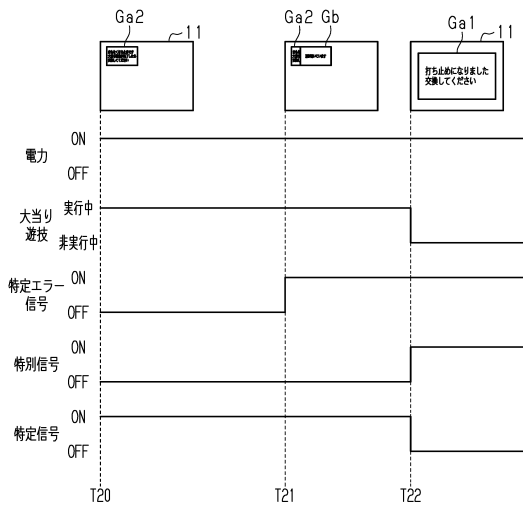 Ga2
11
Ga2
Gb
Ga1
11
打ち止めになりました
交換してください
電力
ON
OFF
大当り
遊技
実行中
非実行中
特定エラー
信号
ON
OFF
特別信号
ON
OFF
特定信号
ON
OFF
T20
T21
T22